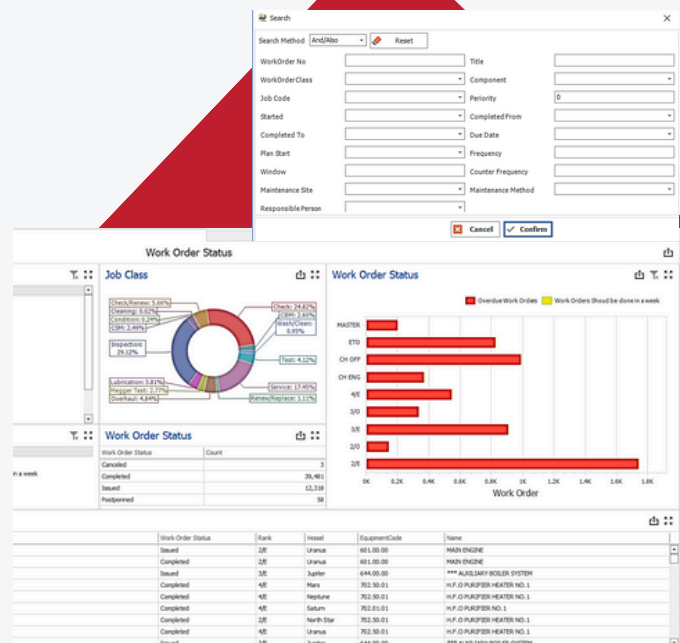 Search
Search Method And/Also Reset
WorkOrder No Title
WorkOrderClass Component
Job Code Periority 0
Started Completed From
Completed To Due Date
Plan Start Frequency
Window Counter Frequency
Maintenance Site Maintenance Method
Responsible Person
Cancel Confirm
Work Order Status
Job Class
Check/Renew: 5.66%
Cleaning: 0.02%
Condition: 0.24%
CSM: 2.49%
Inspection: 29.12%
Lubrication: 3.81%
Megger Test: 2.77%
Overhaul: 4.84%
Check: 24.82%
CBM: 2.60%
Wash/Clean: 0.95%
Test: 4.12%
Service: 17.45%
Renew/Replace: 1.11%
Work Order Status
Overdue Work Orders Work Orders Shoud be done in a week
MASTER
ETO
CH OFF
CH ENG
4/E
3/O
3/E
2/O
2/E
0K 0.2K 0.4K 0.6K 0.8K 1K 1.2K 1.4K 1.6K 1.8K
Work Order
Work Order Status
Work Order Status Count
Canceled 3
Completed 39,481
Issued 12,318
Postponned 58
n a week
Work Order Status Rank Vessel EquipmentCode Name
Issued 2/E Uranus 601.00.00 MAIN ENGINE
Completed 2/E Uranus 601.00.00 MAIN ENGINE
Issued 3/E Jupiter 644.00.00 *** AUXILIARY BOILER SYSTEM
Completed 4/E Mars 702.50.01 H.F.O PURIFIER HEATER NO. 1
Completed 4/E Neptune 702.50.01 H.F.O PURIFIER HEATER NO. 1
Completed 4/E Saturn 702.01.01 H.F.O PURIFIER NO. 1
Completed 2/E North Star 702.50.01 H.F.O PURIFIER HEATER NO. 1
Completed 4/E Uranus 702.50.01 H.F.O PURIFIER HEATER NO. 1